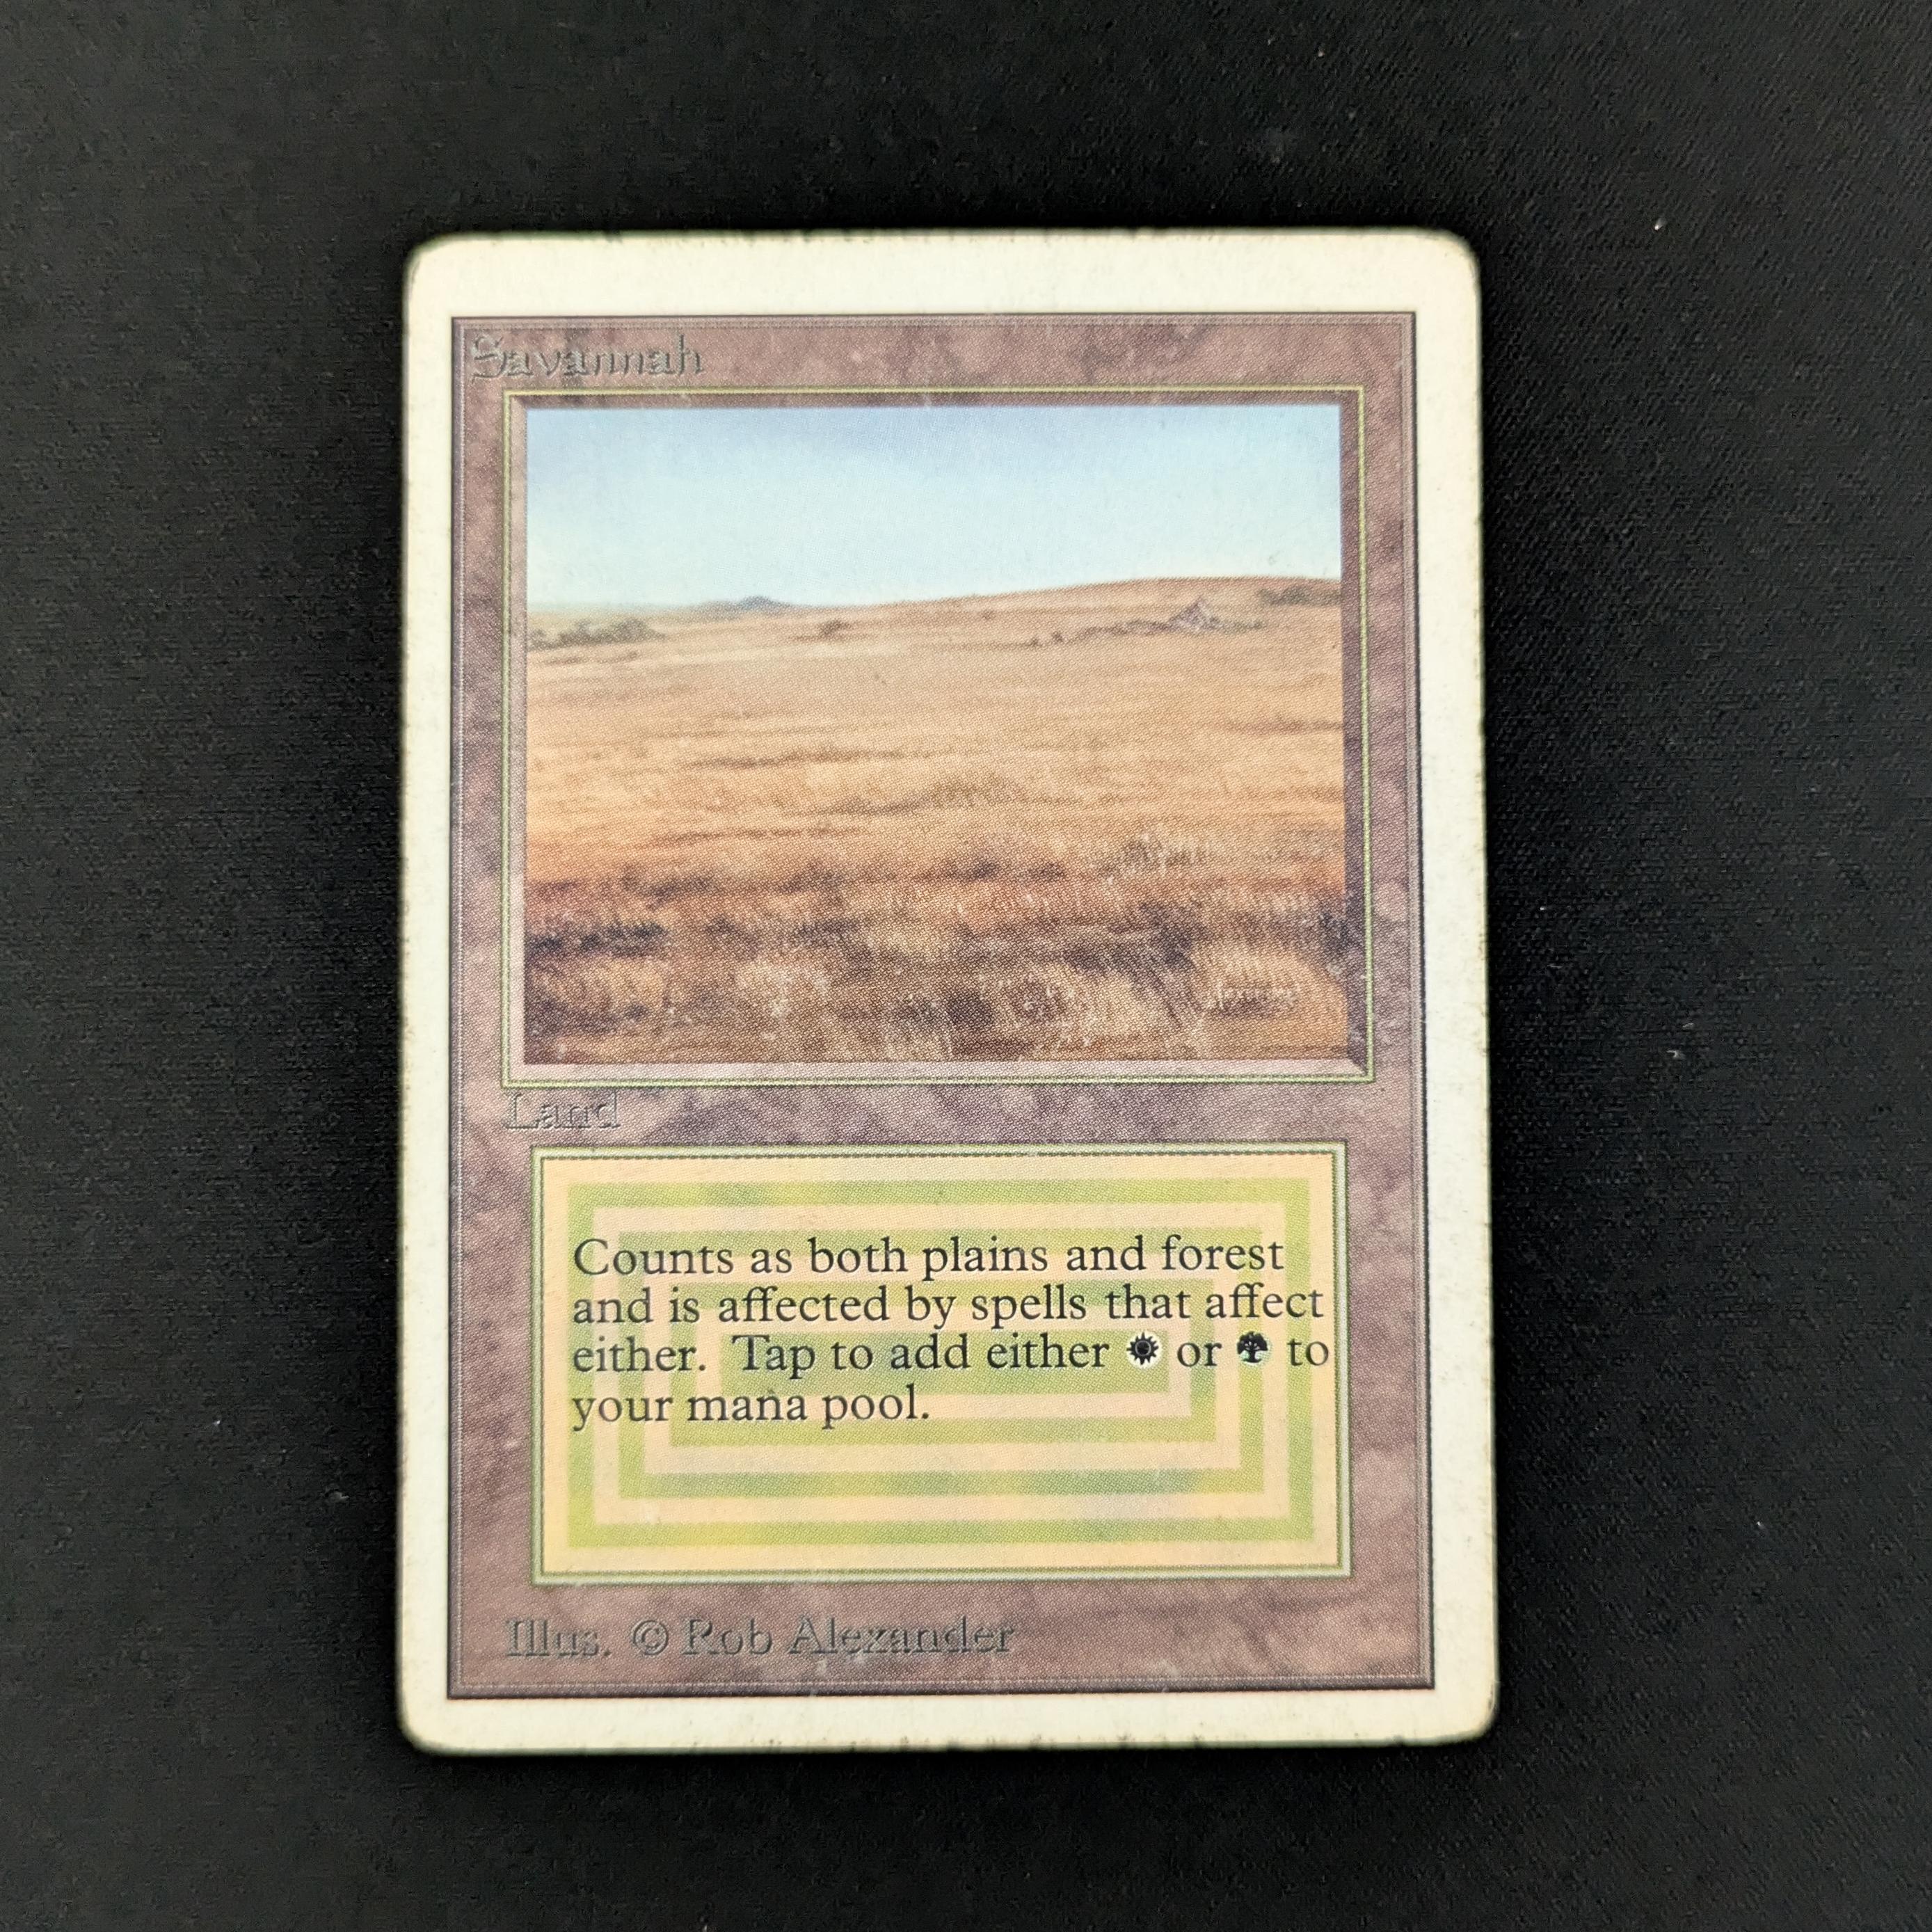 Savannah
Land
Counts as both plains and forest
and is affected by spells that affect
either. Tap to add either or to
your mana pool.
Illus. © Rob Alexander